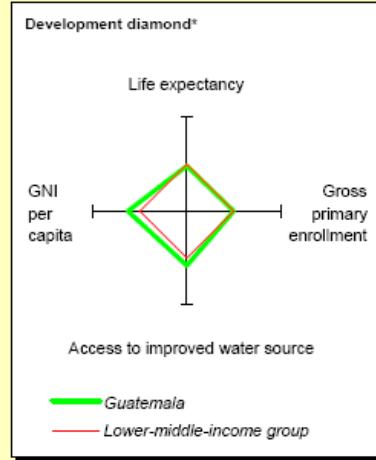 Development diamond*
Life expectancy
GNI
per
capita
Gross
primary
enrollment
Access to improved water source
Guatemala
Lower-middle-income group